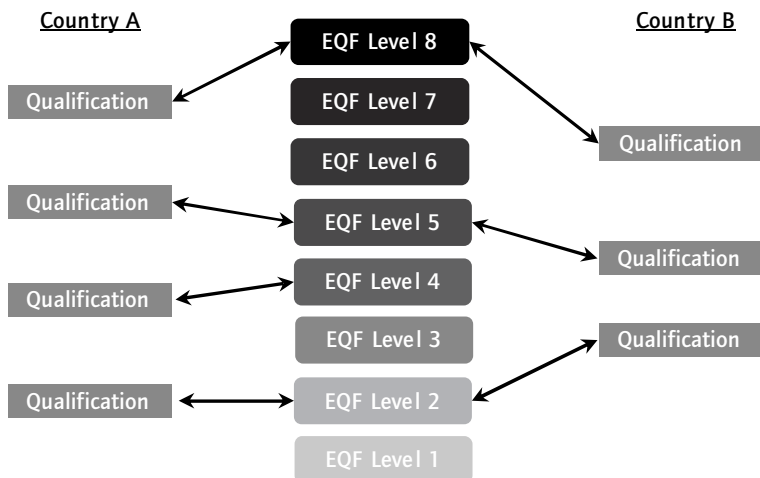 Country A
Country B
EQF Level 8
Qualification
EQF Level 7
Qualification
EQF Level 6
Qualification
EQF Level 5
Qualification
EQF Level 4
Qualification
EQF Level 3
Qualification
Qualification
EQF Level 2
EQF Level 1